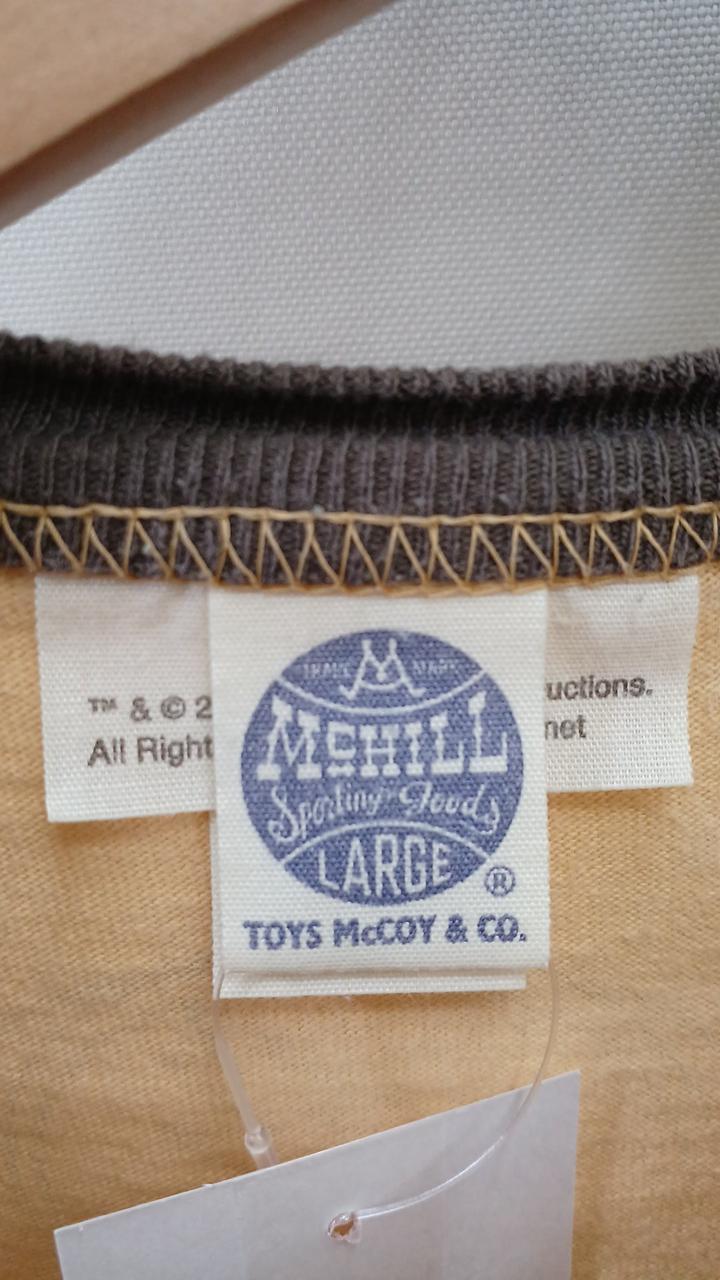 TRADE M MARK
McHILL
Sporting Goods
LARGE ®
TOYS McCOY & CO.
™ & © 2
All Right
uctions.
net